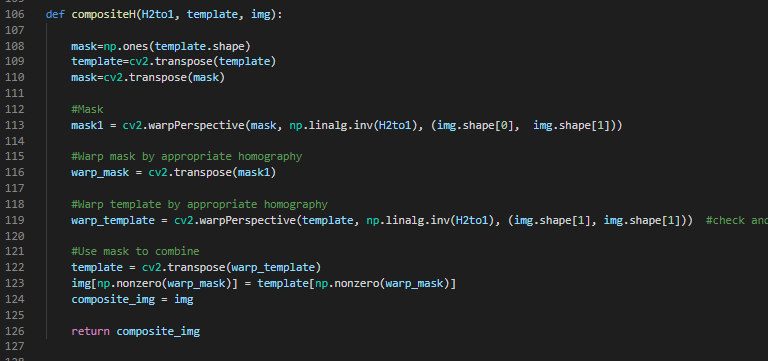 106 def compositeH(H2to1, template, img):
107
108 mask=np.ones(template.shape)
109 template=cv2.transpose(template)
110 mask=cv2.transpose(mask)
111
112 #Mask
113 mask1 = cv2.warpPerspective(mask, np.linalg.inv(H2to1), (img.shape[0],  img.shape[1]))
114
115 #Warp mask by appropriate homography
116 warp_mask = cv2.transpose(mask1)
117
118 #Warp template by appropriate homography
119 warp_template = cv2.warpPerspective(template, np.linalg.inv(H2to1), (img.shape[1], img.shape[1]))  #check and
120
121 #Use mask to combine
122 template = cv2.transpose(warp_template)
123 img[np.nonzero(warp_mask)] = template[np.nonzero(warp_mask)]
124 composite_img = img
125
126 return composite_img
127